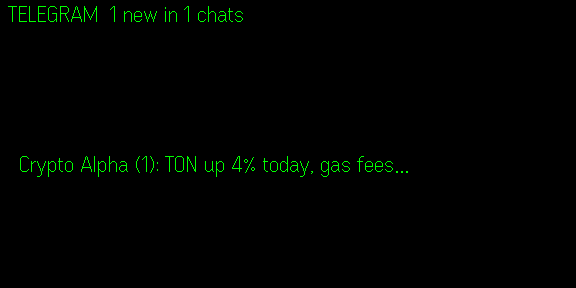 TELEGRAM 1 new in 1 chats
Crypto Alpha (1): TON up 4% today, gas fees...